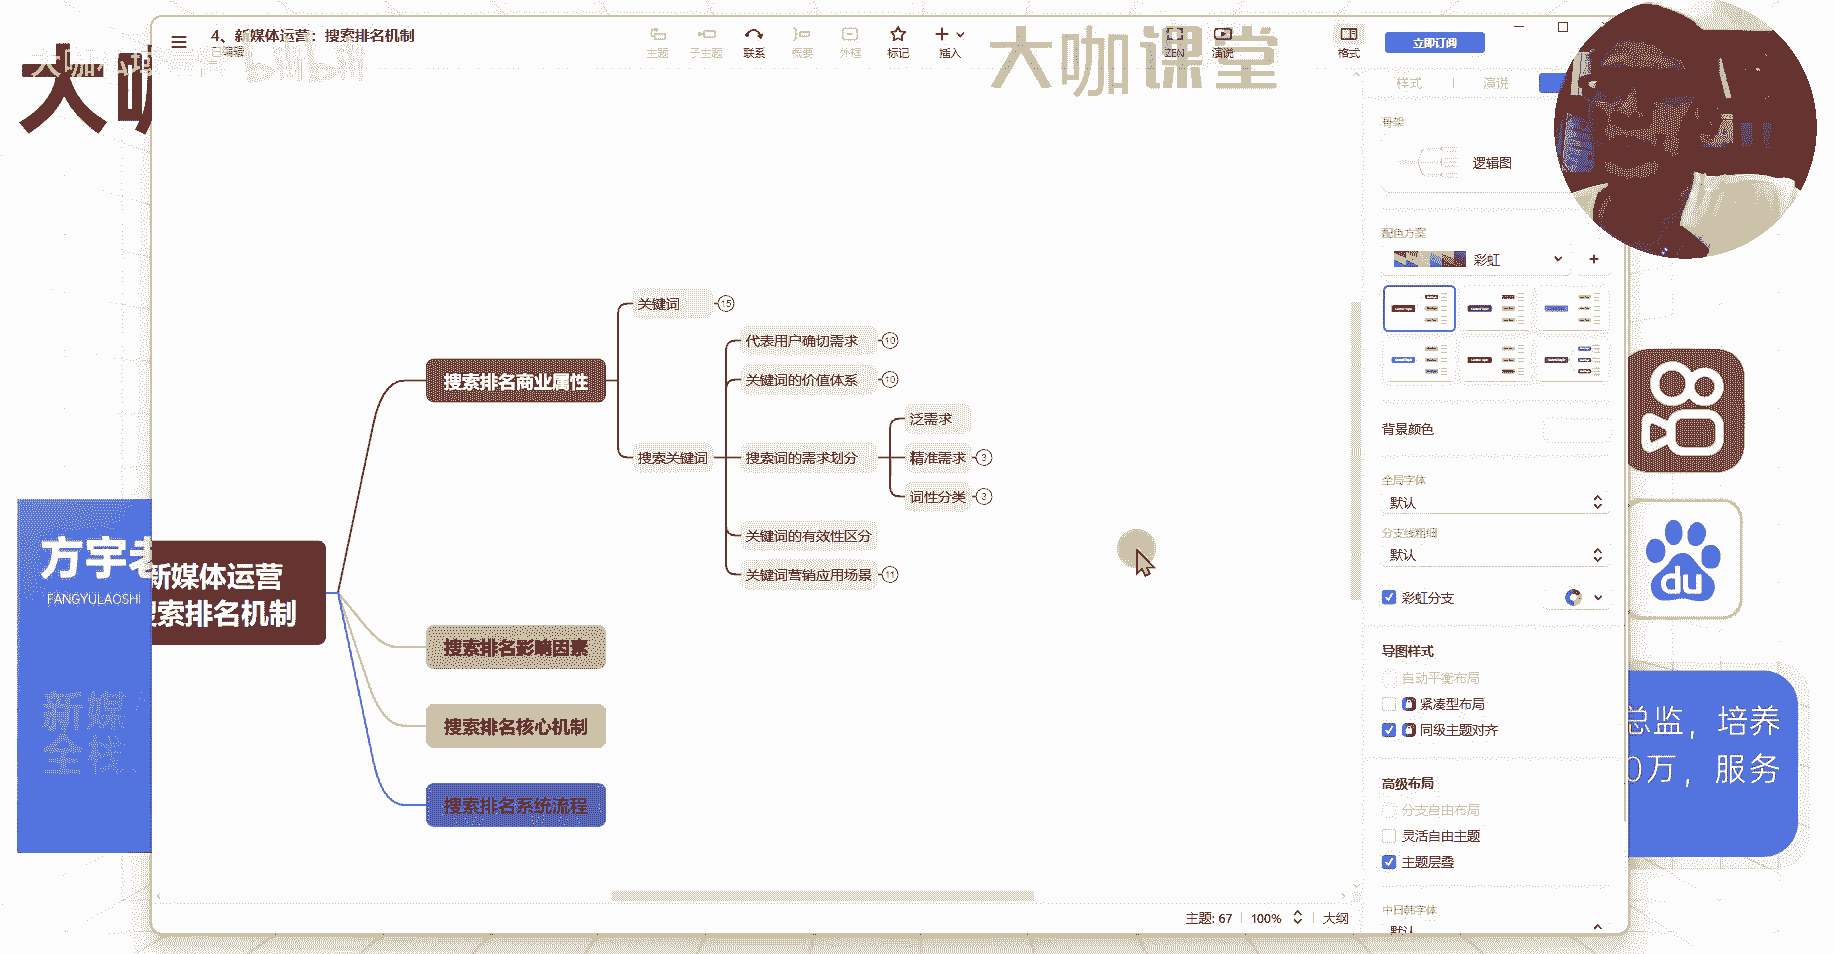 4、新媒体运营：搜索排名机制
已编辑
大咖
bilibili
主题
子主题
联系
概要
外框
标记
插入
大咖课堂
ZEN
演说
格式
立即订阅
样式
演说
骨架
逻辑图
配色方案
彩虹
背景颜色
全局字体
默认
分支线粗细
默认
彩虹分支
导图样式
自动平衡布局
紧凑型布局
同级主题对齐
高级布局
分支自由布局
灵活自由主题
主题层叠
中日韩字体
默认
关键词
15
代表用户确切需求
10
搜索排名商业属性
关键词的价值体系
10
泛需求
搜索关键词
搜索词的需求划分
精准需求
3
词性分类
关键词的有效性区分
关键词营销应用场景
11
新媒体运营
搜索排名机制
搜索排名影响因素
搜索排名核心机制
搜索排名系统流程
方宇老
FANGYULAOSHI
新媒
全栈
du
总监，培养
0万，服务
主题: 67
100%
大纲